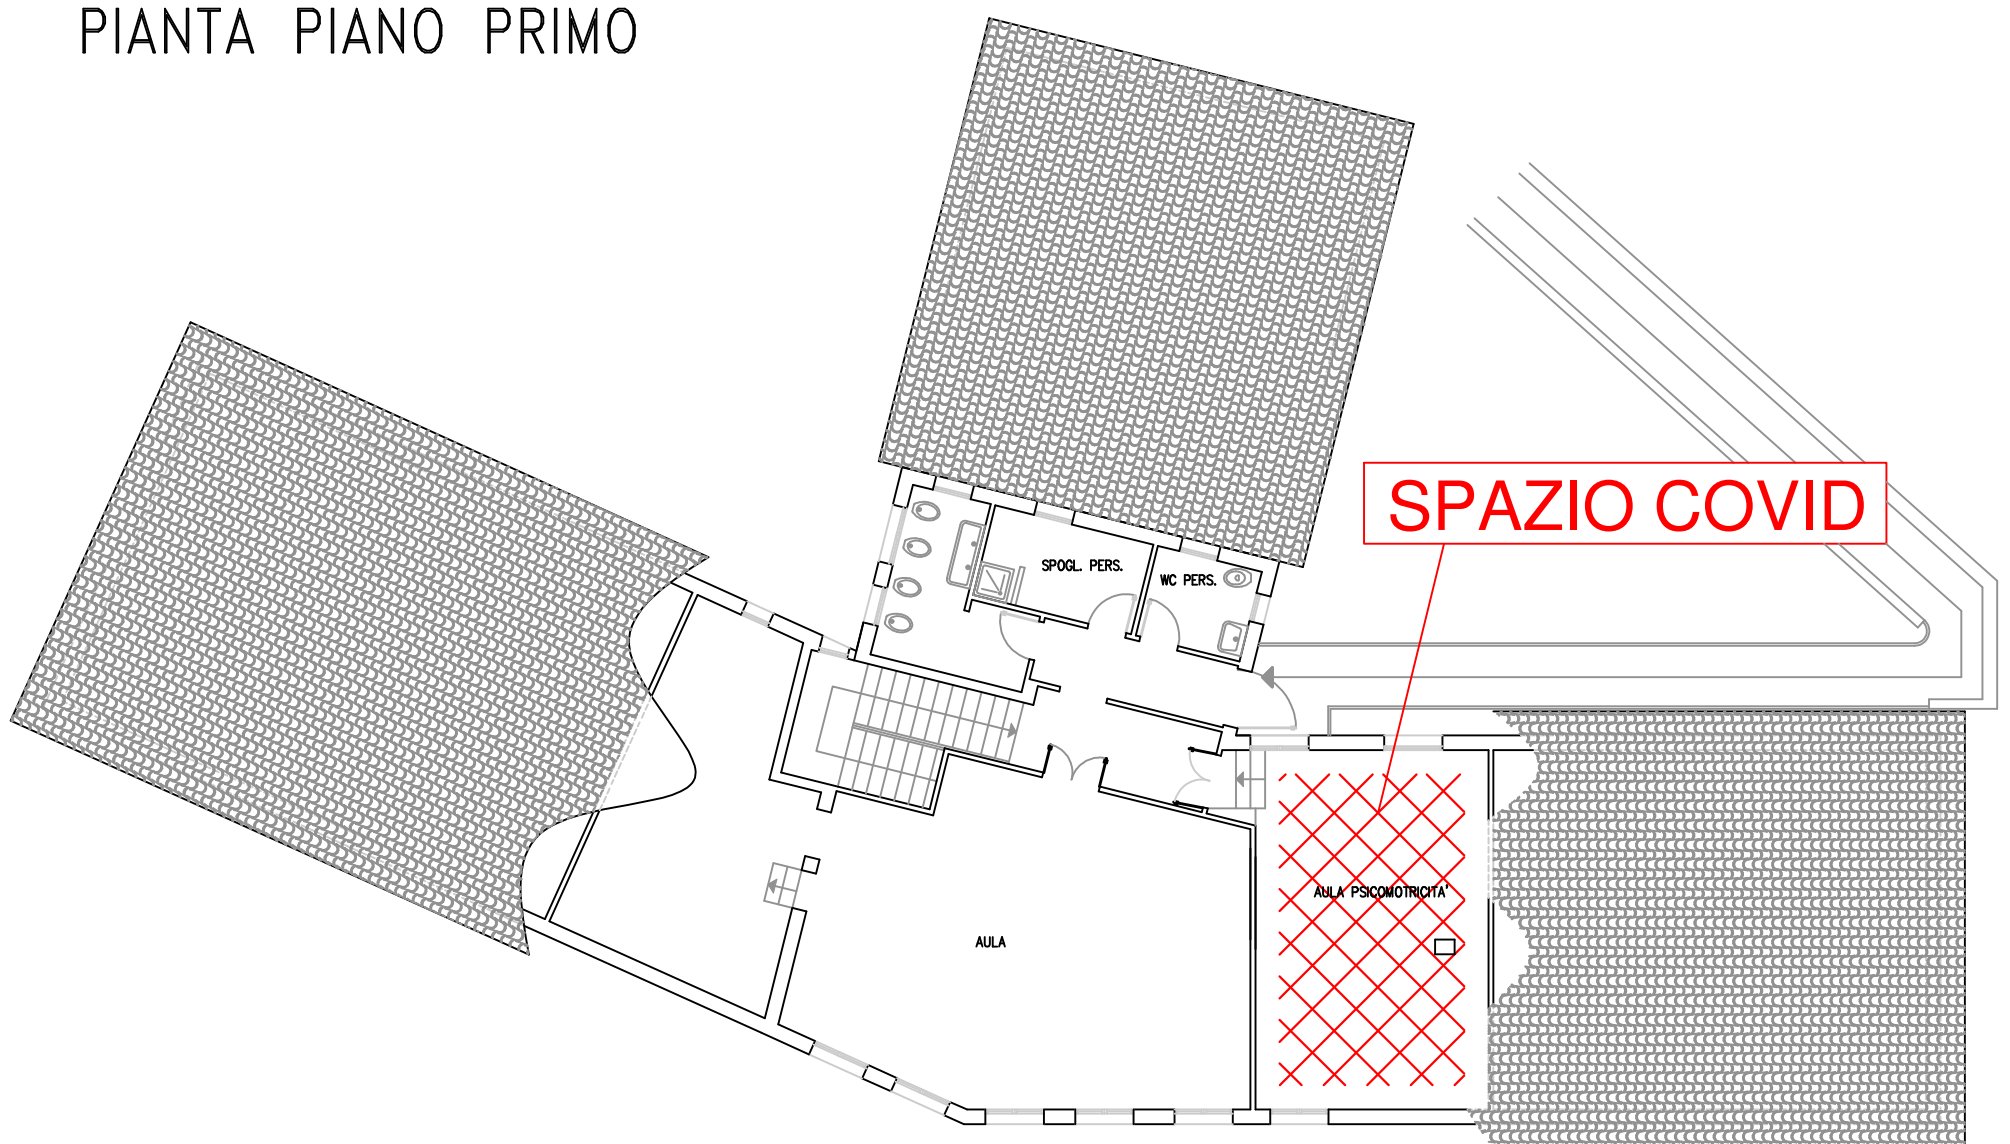 PIANTA PIANO PRIMO
SPAZIO COVID
SPOGL. PERS.
WC PERS.
AULA PSICOMOTRICITA'
AULA